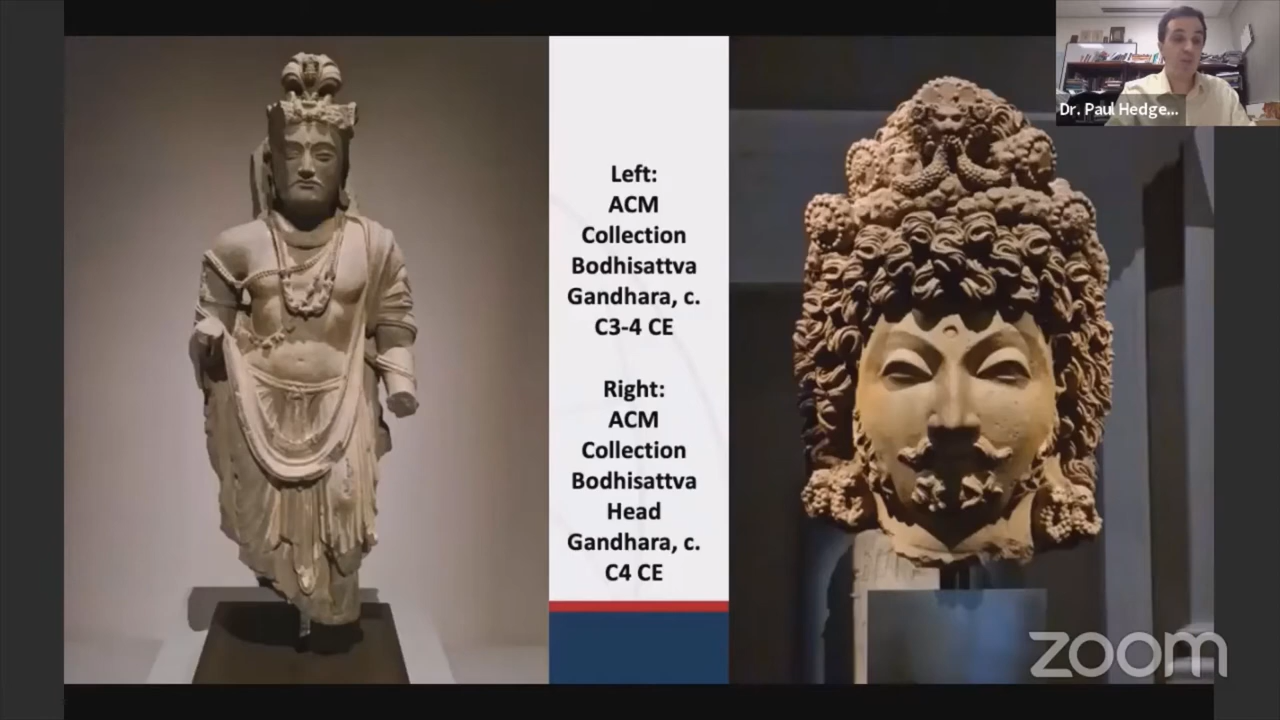 Dr. Paul Hedge...
Left:
ACM
Collection
Bodhisattva
Gandhara, c.
C3-4 CE
Right:
ACM
Collection
Bodhisattva
Head
Gandhara, c.
C4 CE
zoom